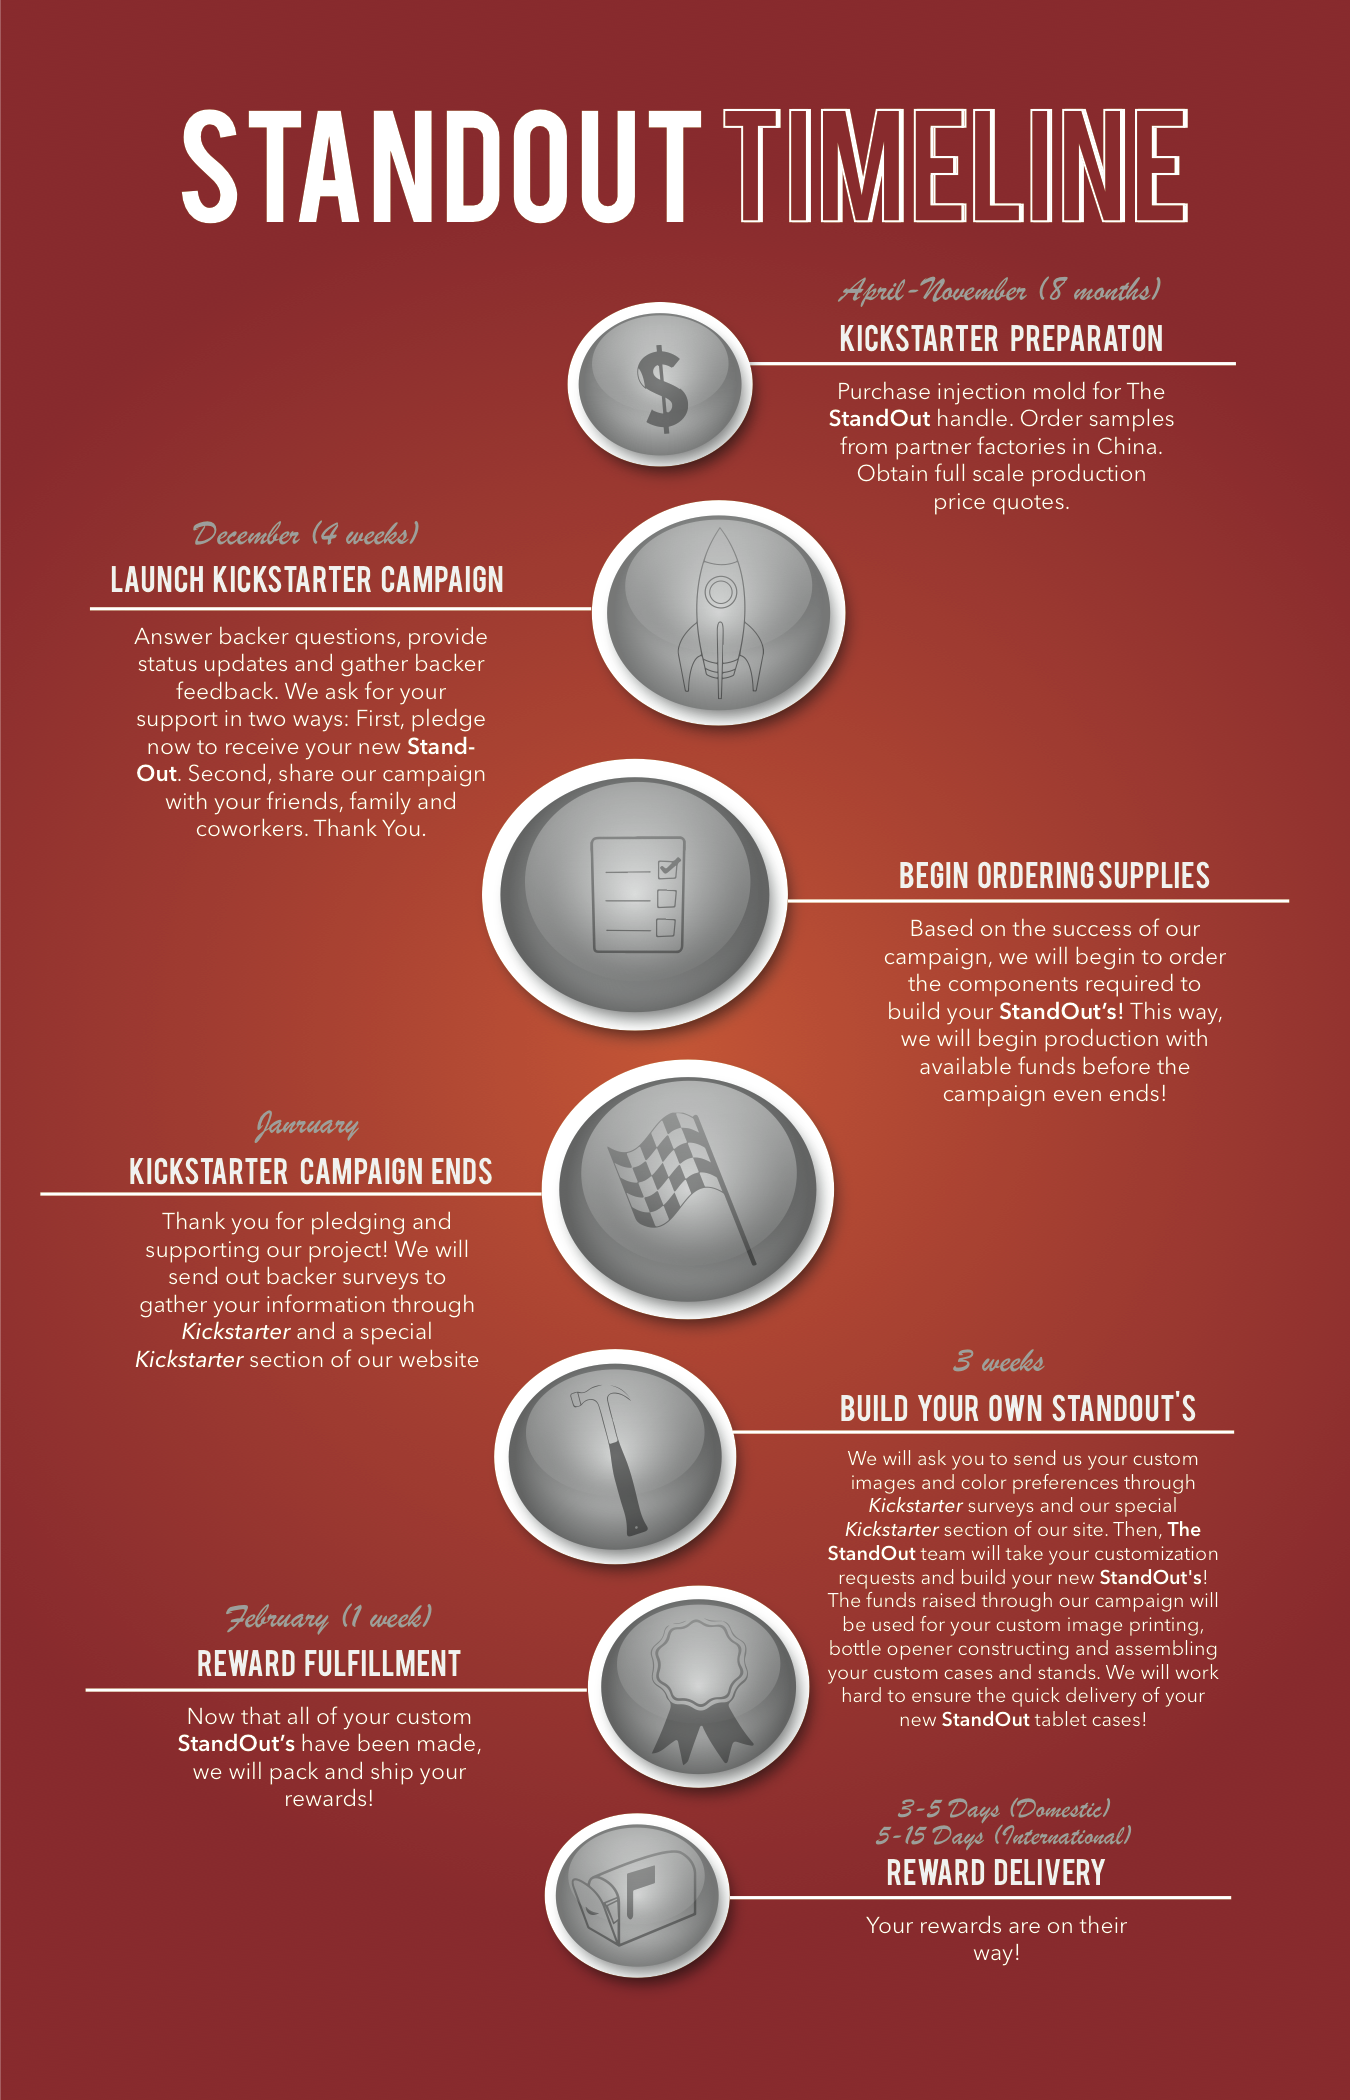 STANDOUT TIMELINE
April-November (8 months)
KICKSTARTER PREPARATON
Purchase injection mold for The
StandOut handle. Order samples
from partner factories in China.
Obtain full scale production
price quotes.
December (4 weeks)
LAUNCH KICKSTARTER CAMPAIGN
Answer backer questions, provide
status updates and gather backer
feedback. We ask for your
support in two ways: First, pledge
now to receive your new Stand-
Out. Second, share our campaign
with your friends, family and
coworkers. Thank You.
BEGIN ORDERING SUPPLIES
Based on the success of our
campaign, we will begin to order
the components required to
build your StandOut’s! This way,
we will begin production with
available funds before the
campaign even ends!
Janruary
KICKSTARTER CAMPAIGN ENDS
Thank you for pledging and
supporting our project! We will
send out backer surveys to
gather your information through
Kickstarter and a special
Kickstarter section of our website
3 weeks
BUILD YOUR OWN STANDOUT'S
We will ask you to send us your custom
images and color preferences through
Kickstarter surveys and our special
Kickstarter section of our site. Then, The
StandOut team will take your customization
requests and build your new StandOut's!
The funds raised through our campaign will
be used for your custom image printing,
bottle opener constructing and assembling
your custom cases and stands. We will work
hard to ensure the quick delivery of your
new StandOut tablet cases!
February (1 week)
REWARD FULFILLMENT
Now that all of your custom
StandOut’s have been made,
we will pack and ship your
rewards!
3-5 Days (Domestic)
5-15 Days (International)
REWARD DELIVERY
Your rewards are on their
way!